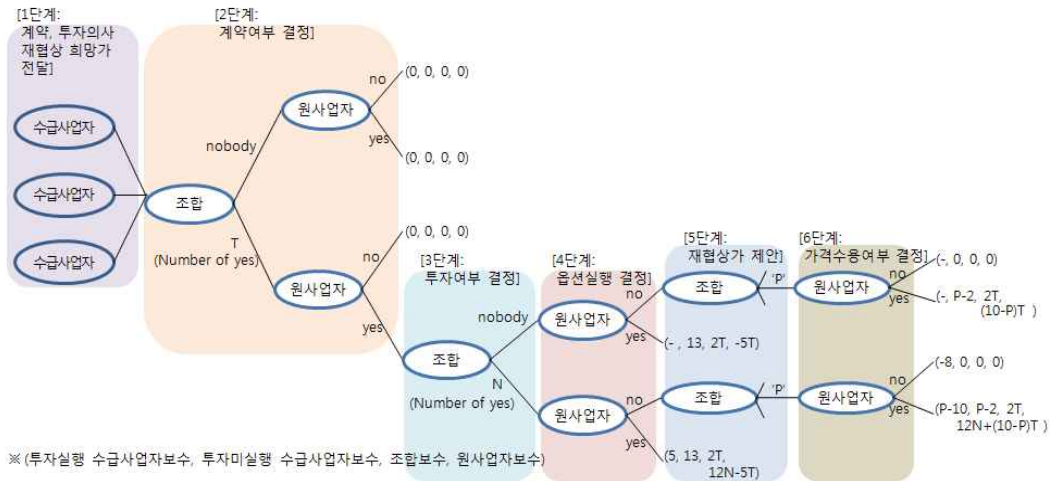 [1단계:
계약, 투자의사
재협상 희망가
전달]
수급사업자
수급사업자
수급사업자
[2단계:
계약여부 결정]
조합
nobody
T
(Number of yes)
원사업자
no
(0, 0, 0, 0)
yes
(0, 0, 0, 0)
원사업자
no
(0, 0, 0, 0)
yes
[3단계:
투자여부 결정]
조합
nobody
N
(Number of yes)
[4단계:
옵션실행 결정]
원사업자
no
yes
(- , 13, 2T, -5T)
원사업자
no
yes
(5, 13, 2T,
12N-5T)
[5단계:
재협상가 제안]
조합
'P'
조합
'P'
[6단계:
가격수용여부 결정]
원사업자
no
(-, 0, 0, 0)
yes
(-, P-2, 2T,
(10-P)T )
원사업자
no
(-8, 0, 0, 0)
yes
(P-10, P-2, 2T,
12N+(10-P)T )
※ (투자실행 수급사업자보수, 투자미실행 수급사업자보수, 조합보수, 원사업자보수)